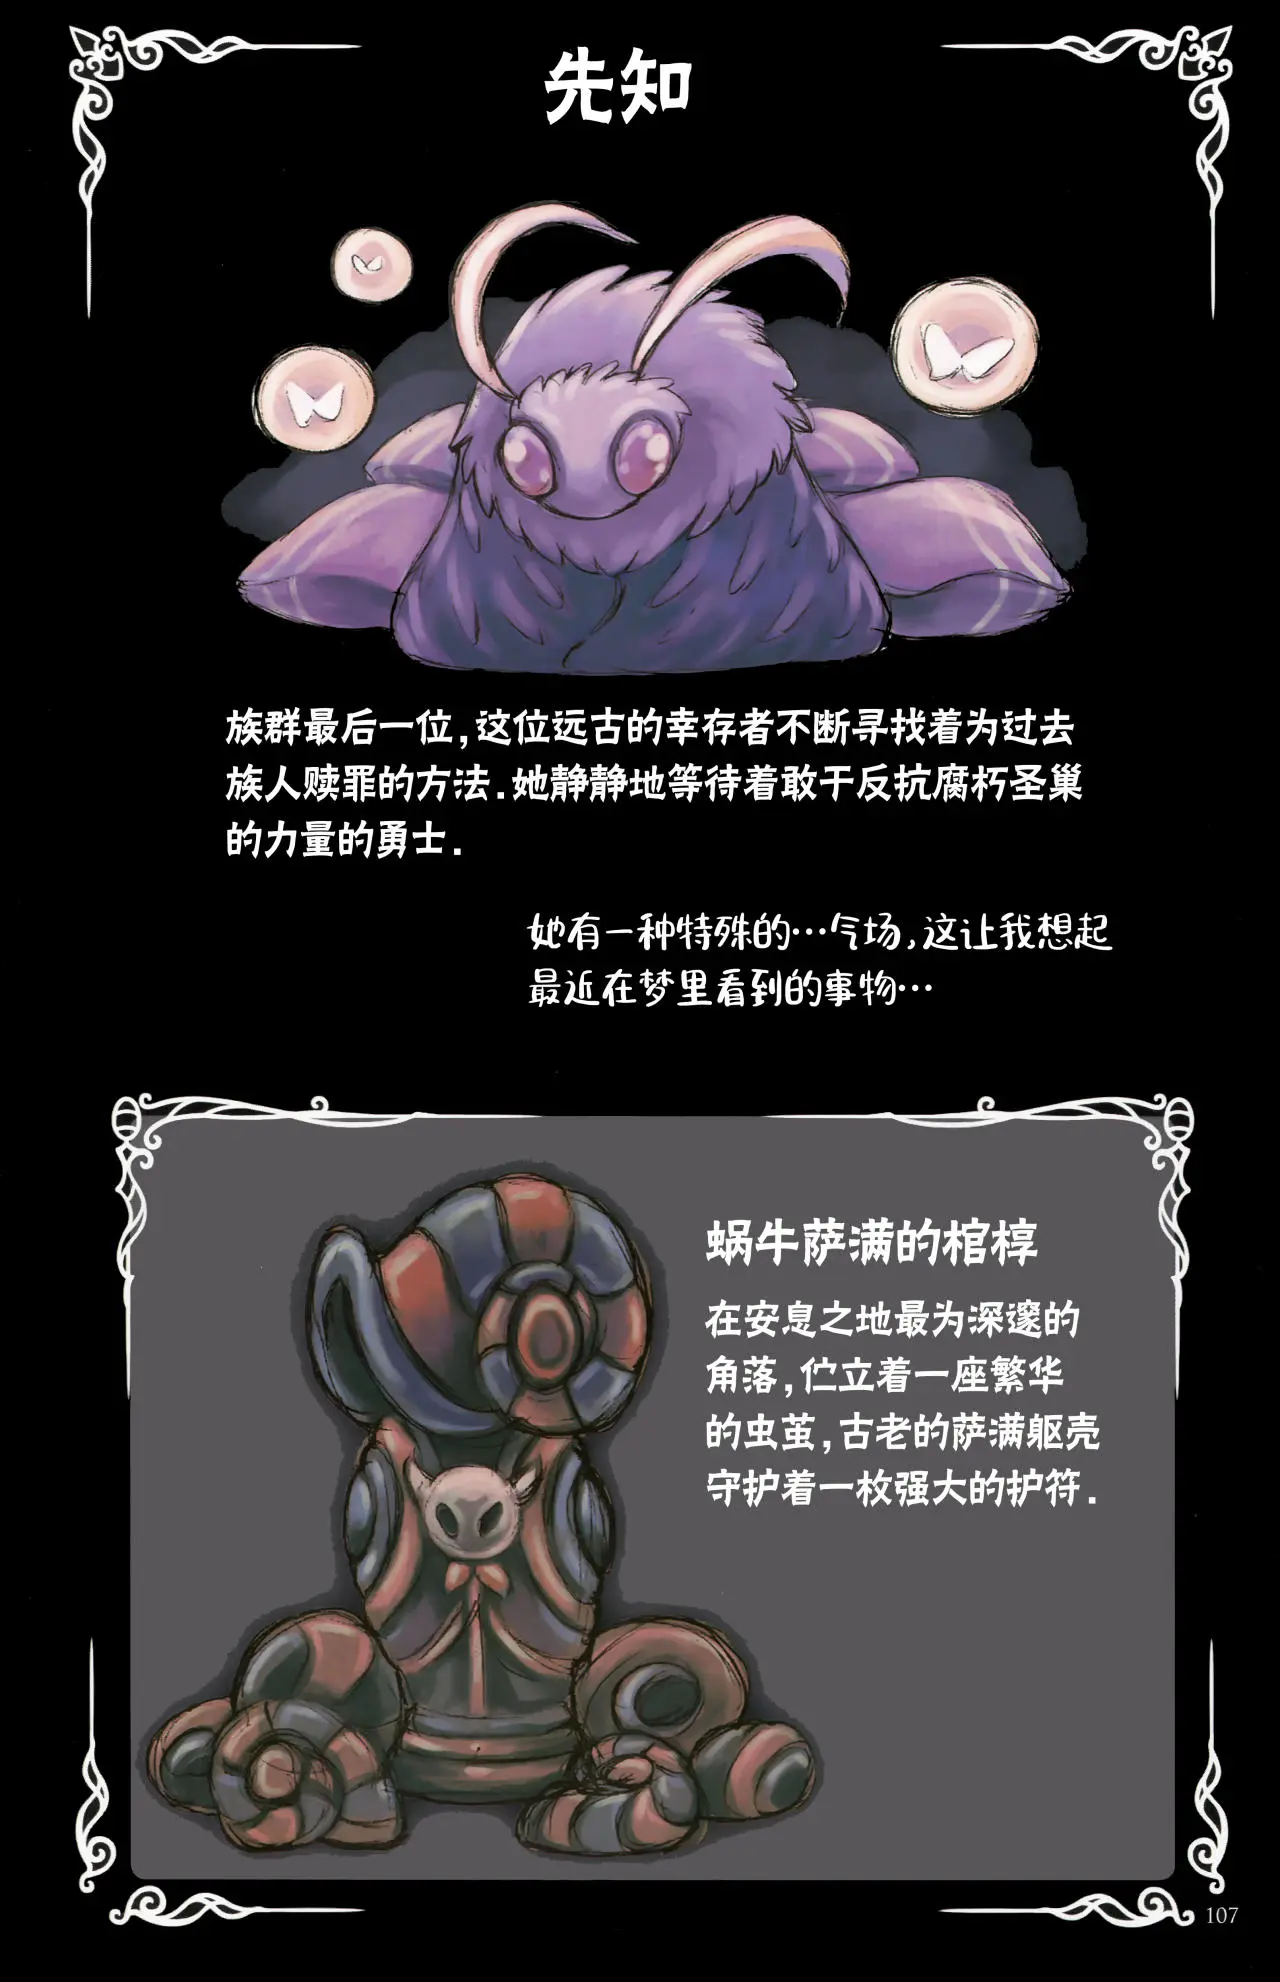 先知
族群最后一位,这位远古的幸存者不断寻找着为过去
族人赎罪的方法.她静静地等待着敢于反抗腐朽圣巢
的力量的勇士.
她有一种特殊的…气场,这让我想起
最近在梦里看到的事物…
蜗牛萨满的棺椁
在安息之地最为深邃的
角落,伫立着一座繁华
的虫茧,古老的萨满躯壳
守护着一枚强大的护符.
107